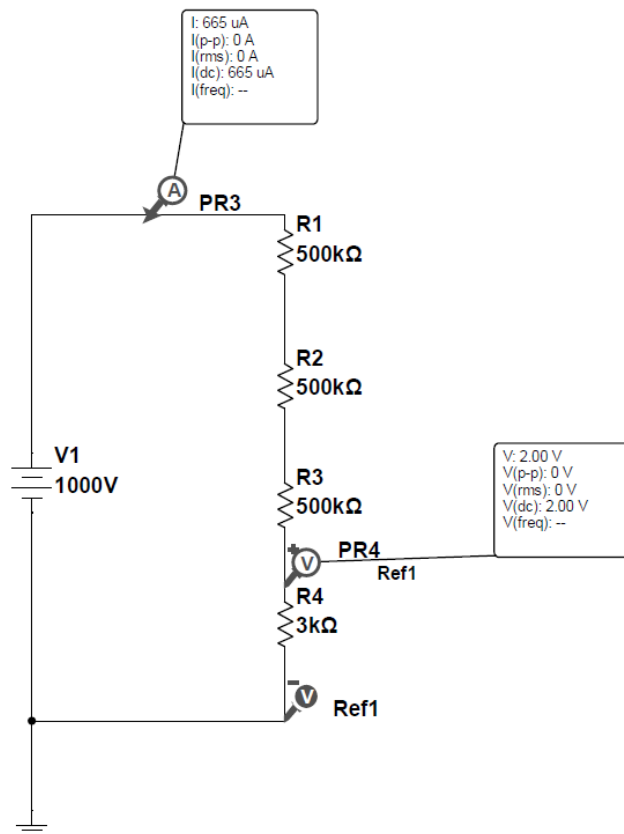 I: 665 uA
I(p-p): 0 A
I(rms): 0 A
I(dc): 665 uA
I(freq): --
A
PR3
R1
500kΩ
R2
500kΩ
V1
1000V
R3
500kΩ
V: 2.00 V
V(p-p): 0 V
V(rms): 0 V
V(dc): 2.00 V
V(freq): --
+
V
PR4
Ref1
R4
3kΩ
-
V
Ref1